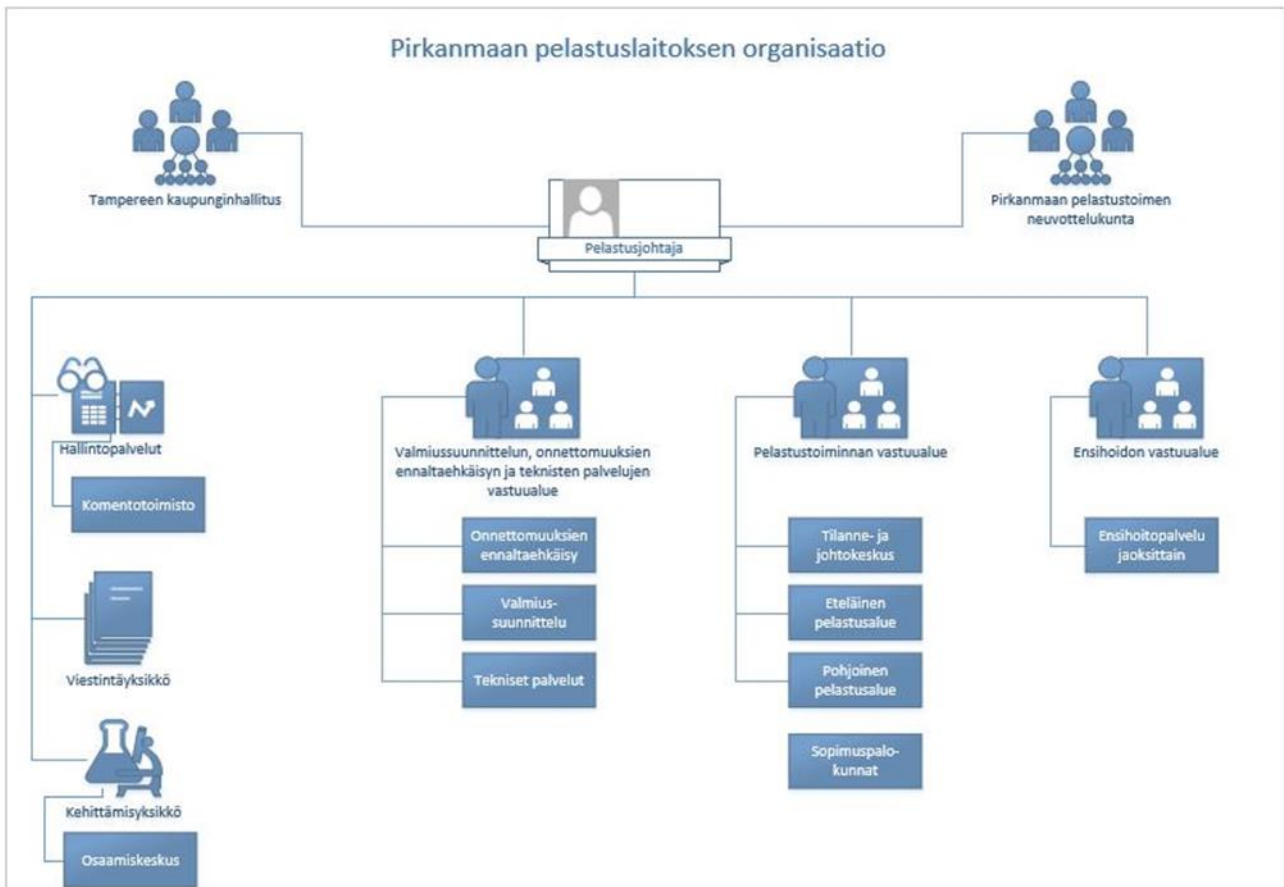 Pirkanmaan pelastuslaitoksen organisaatio
Tampereen kaupunginhallitus
Pirkanmaan pelastustoimen
neuvottelukunta
Pelastusjohtaja
Hallintopalvelut
Komentotoimisto
Viestintäyksikkö
Kehittämisyksikkö
Osaamiskeskus
Valmiussuunnittelun, onnettomuuksien
ennaltaehkäisyn ja teknisten palvelujen
vastuualue
Onnettomuuksien
ennaltaehkäisy
Valmius-
suunnittelu
Tekniset palvelut
Pelastustoiminnan vastuualue
Tilanne- ja
johtokeskus
Eteläinen
pelastusalue
Pohjoinen
pelastusalue
Sopimuspalo-
kunnat
Ensihoidon vastuualue
Ensihoitopalvelu
jaoksittain